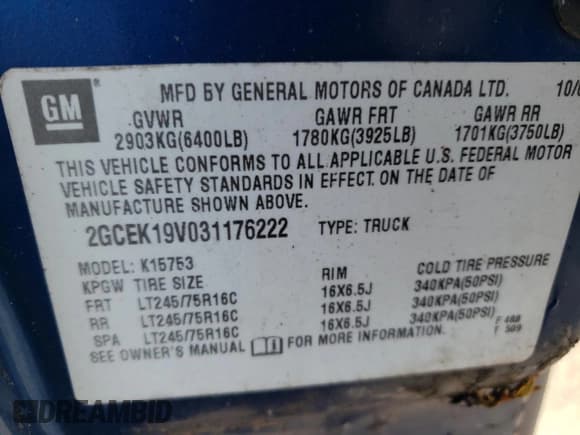 GM
®
MFD BY GENERAL MOTORS OF CANADA LTD. 10/
GVWR GAWR FRT GAWR RR
2903KG(6400LB) 1780KG(3925LB) 1701KG(3750LB)
THIS VEHICLE CONFORMS TO ALL APPLICABLE U.S. FEDERAL MOTOR
VEHICLE SAFETY STANDARDS IN EFFECT ON THE DATE OF
MANUFACTURE SHOWN ABOVE.
2GCEK19V031176222 TYPE: TRUCK
MODEL: K15753
KPGW TIRE SIZE RIM COLD TIRE PRESSURE
FRT LT245/75R16C 16X6.5J 340KPA(50PSI)
RR LT245/75R16C 16X6.5J 340KPA(50PSI)
SPA LT245/75R16C 16X6.5J 340KPA(50PSI)
SEE OWNER'S MANUAL FOR MORE INFORMATION.
F 488
F 509
DREAMBID